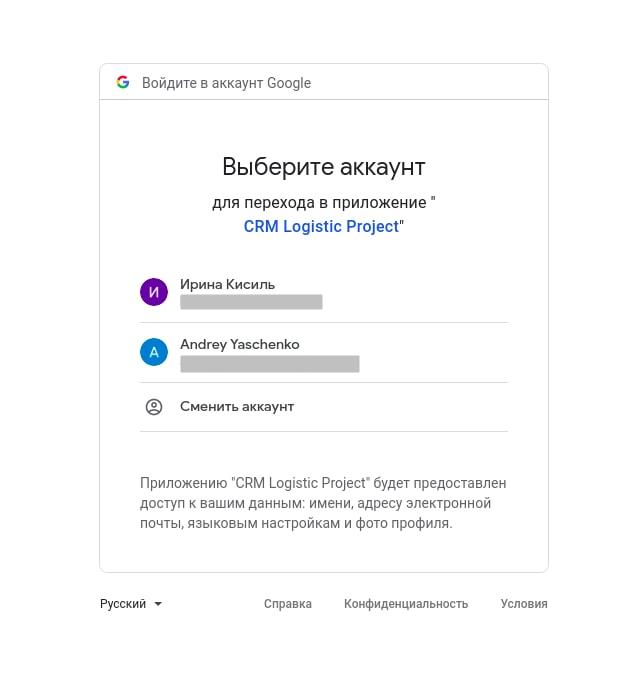 Войдите в аккаунт Google
Выберите аккаунт
для перехода в приложение "
CRM Logistic Project"
И
Ирина Кисиль
A
Andrey Yaschenko
Сменить аккаунт
Приложению "CRM Logistic Project" будет предоставлен
доступ к вашим данным: имени, адресу электронной
почты, языковым настройкам и фото профиля.
Русский
Справка
Конфиденциальность
Условия